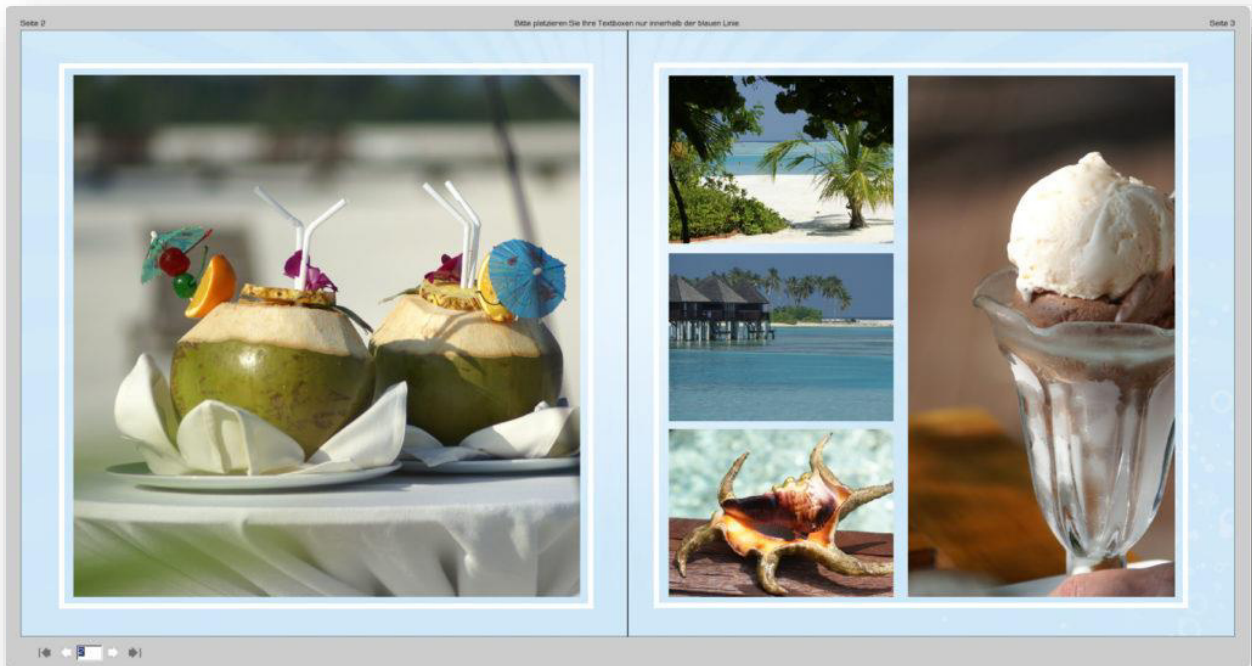 Seite 2
Bitte platzieren Sie Ihre Textboxen nur innerhalb der blauen Linie
Seite 3